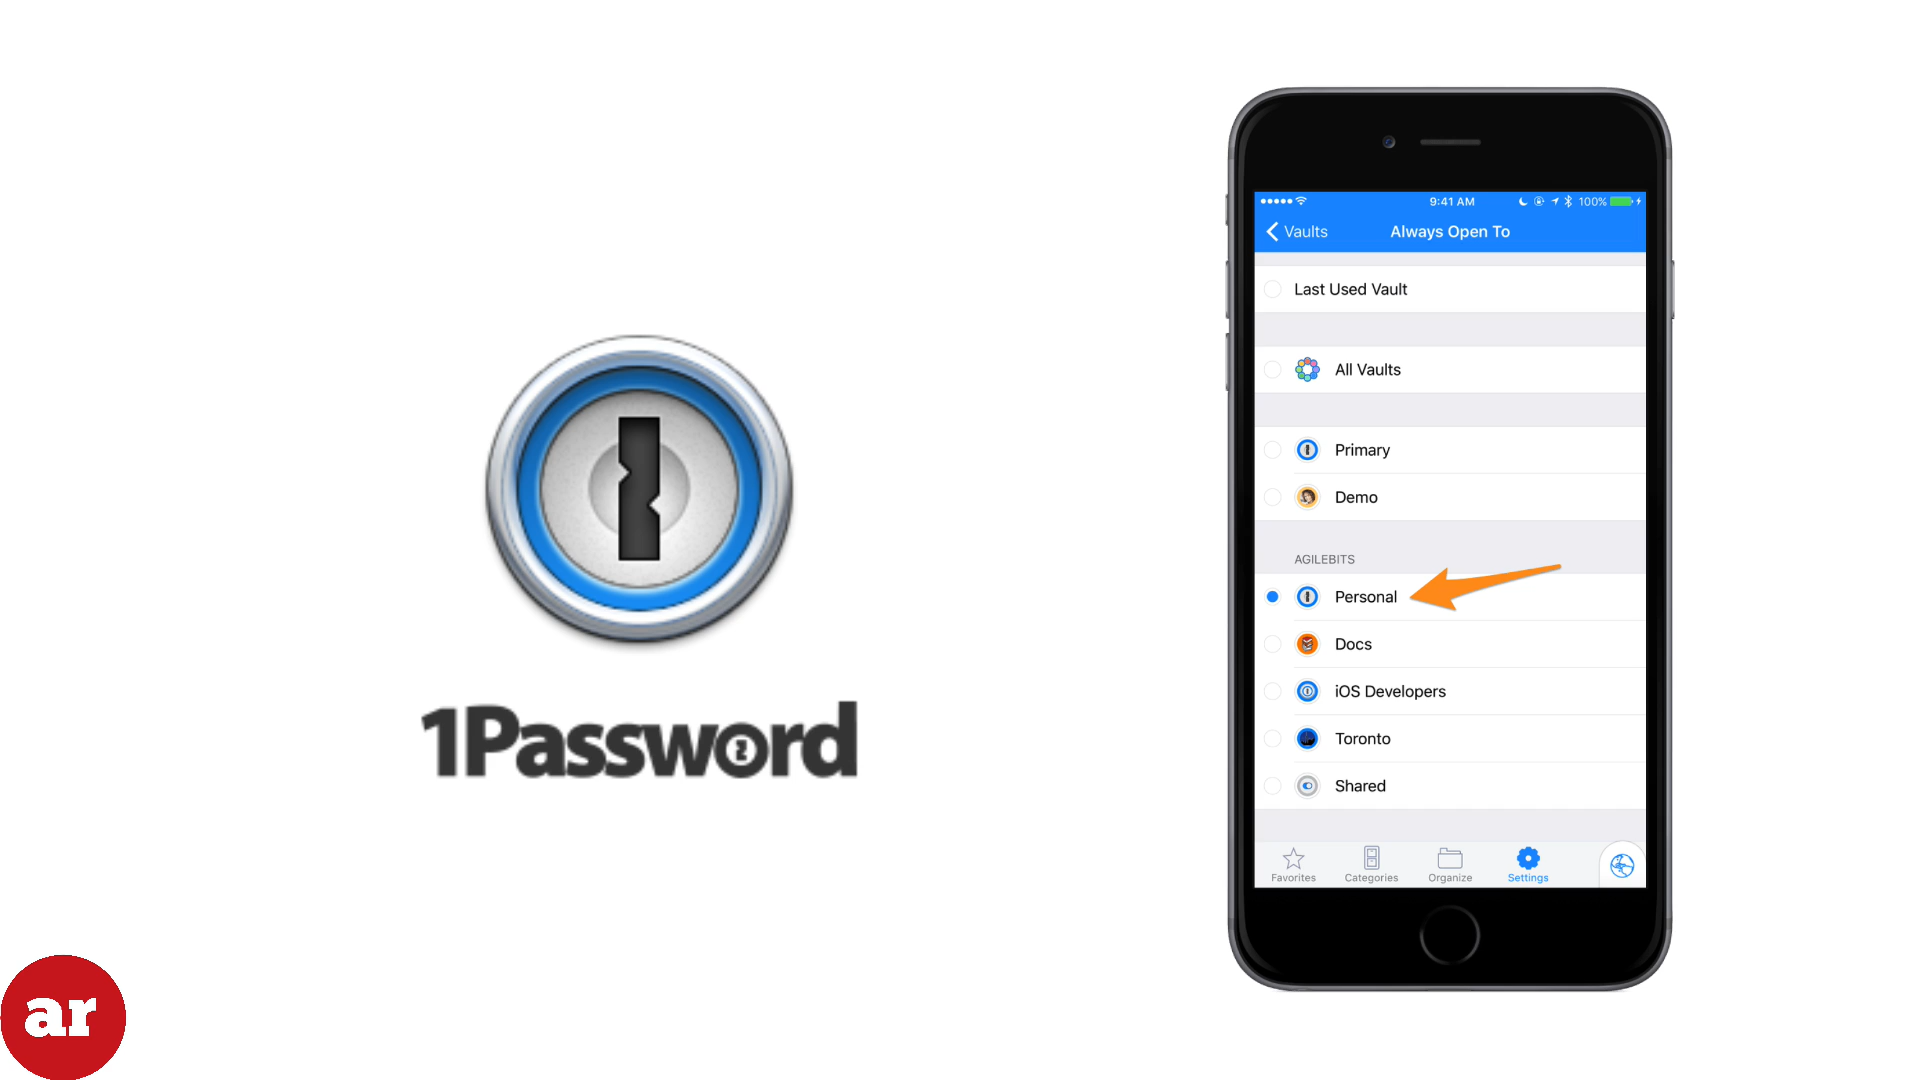 1Password
9:41 AM
100%
Vaults
Always Open To
Last Used Vault
All Vaults
Primary
Demo
AGILEBITS
Personal
Docs
iOS Developers
Toronto
Shared
Favorites
Categories
Organize
Settings
ar